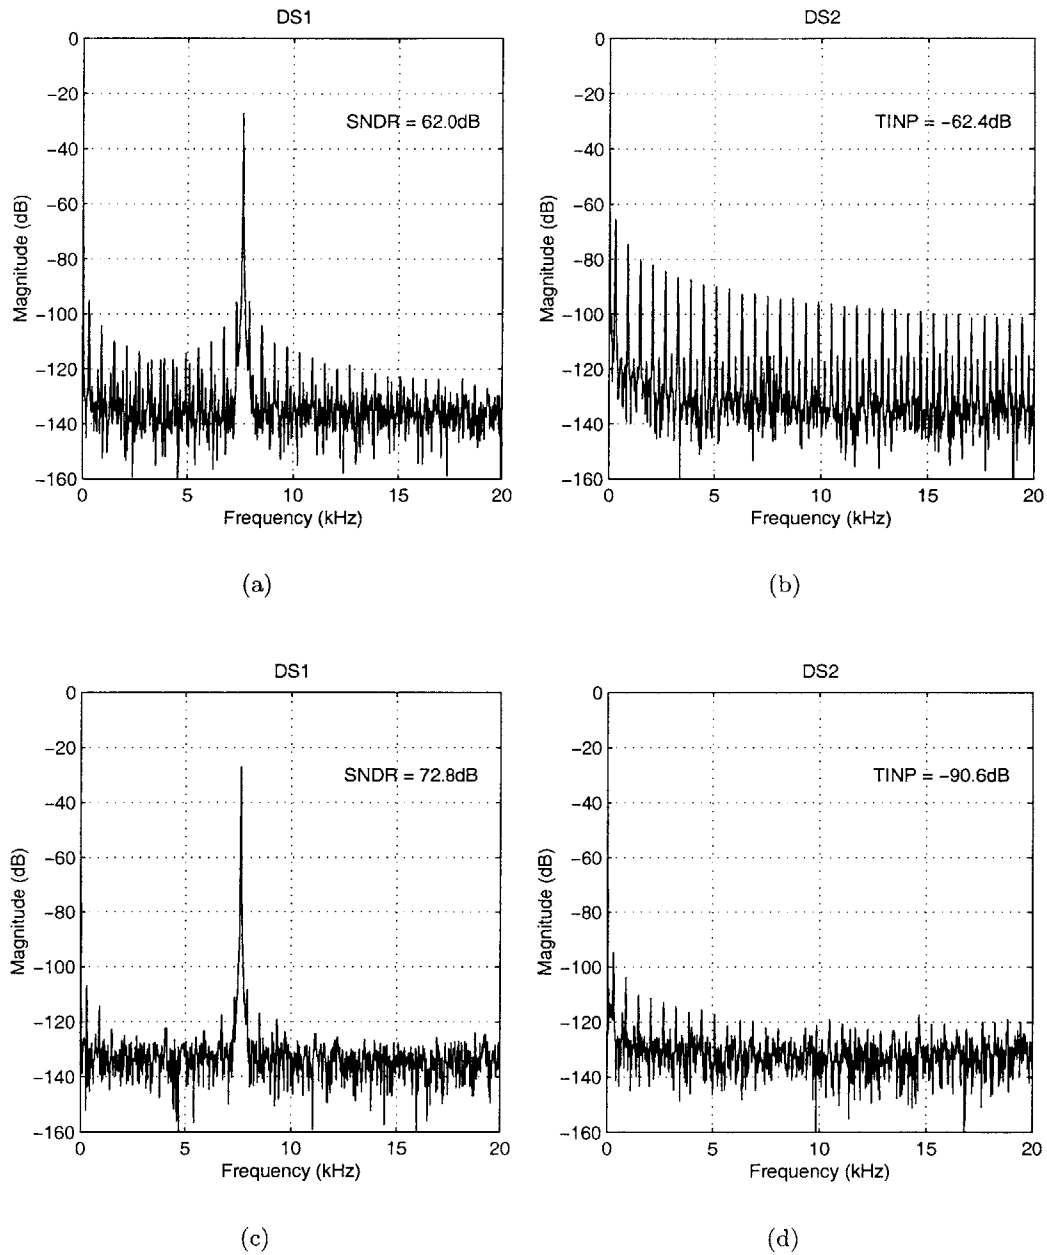 DS1
0
−20
−40
−60
−80
−100
−120
−140
−160
Magnitude (dB)
SNDR = 62.0dB
0 5 10 15 20
Frequency (kHz)
(a)
DS2
0
−20
−40
−60
−80
−100
−120
−140
−160
Magnitude (dB)
TINP = −62.4dB
0 5 10 15 20
Frequency (kHz)
(b)
DS1
0
−20
−40
−60
−80
−100
−120
−140
−160
Magnitude (dB)
SNDR = 72.8dB
0 5 10 15 20
Frequency (kHz)
(c)
DS2
0
−20
−40
−60
−80
−100
−120
−140
−160
Magnitude (dB)
TINP = −90.6dB
0 5 10 15 20
Frequency (kHz)
(d)